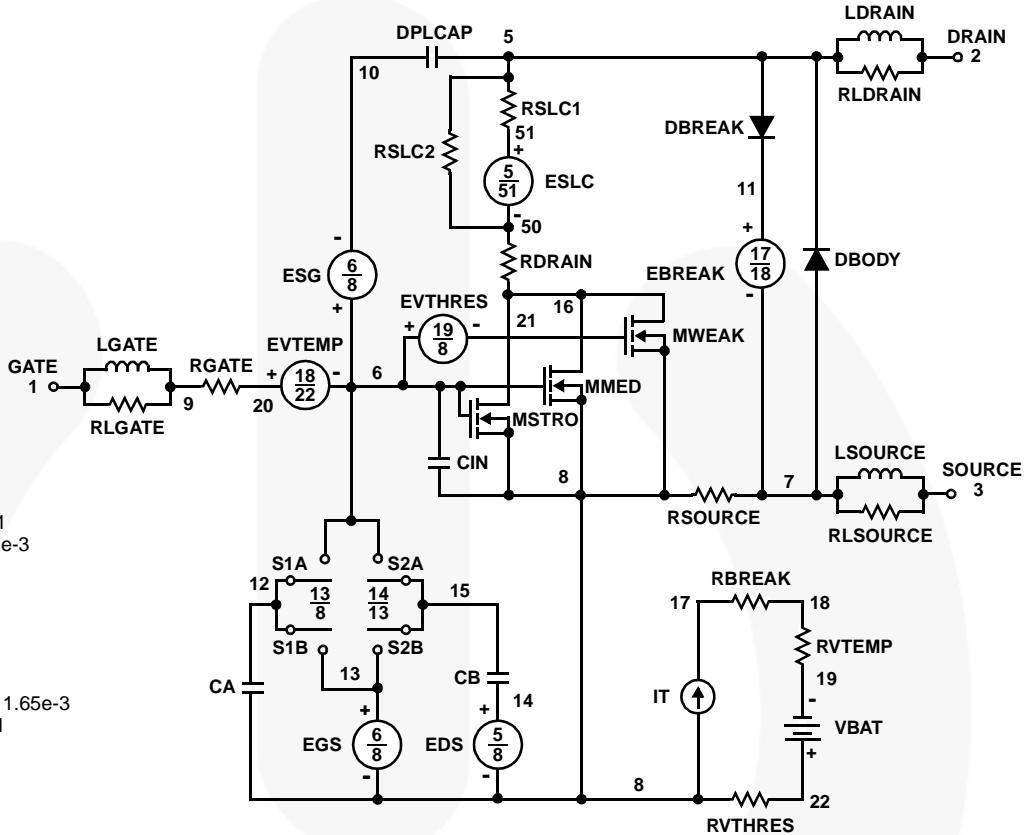 LDRAIN
DPLCAP
5
DRAIN
2
10
RLDRAIN
RSLC1
51
+
DBREAK
RSLC2
5
51
ESLC
11
-
50
-
+
RDRAIN
17
18
DBODY
6
8
EBREAK
ESG
EVTHRES
16
-
+
+
19
8
-
21
MWEAK
LGATE
EVTEMP
GATE
1
RGATE
+
18
22
-
6
MMED
9
20
RLGATE
MSTRO
LSOURCE
CIN
8
7
SOURCE
3
RSOURCE
RLSOURCE
e-3
S1A
S2A
RBREAK
12
13
8
14
13
15
17
18
RVTEMP
S1B
S2B
13
CB
19
CA
14
IT
-
1.65e-3
+
+
VBAT
EGS
6
8
EDS
5
8
+
-
-
8
22
RVTHRES